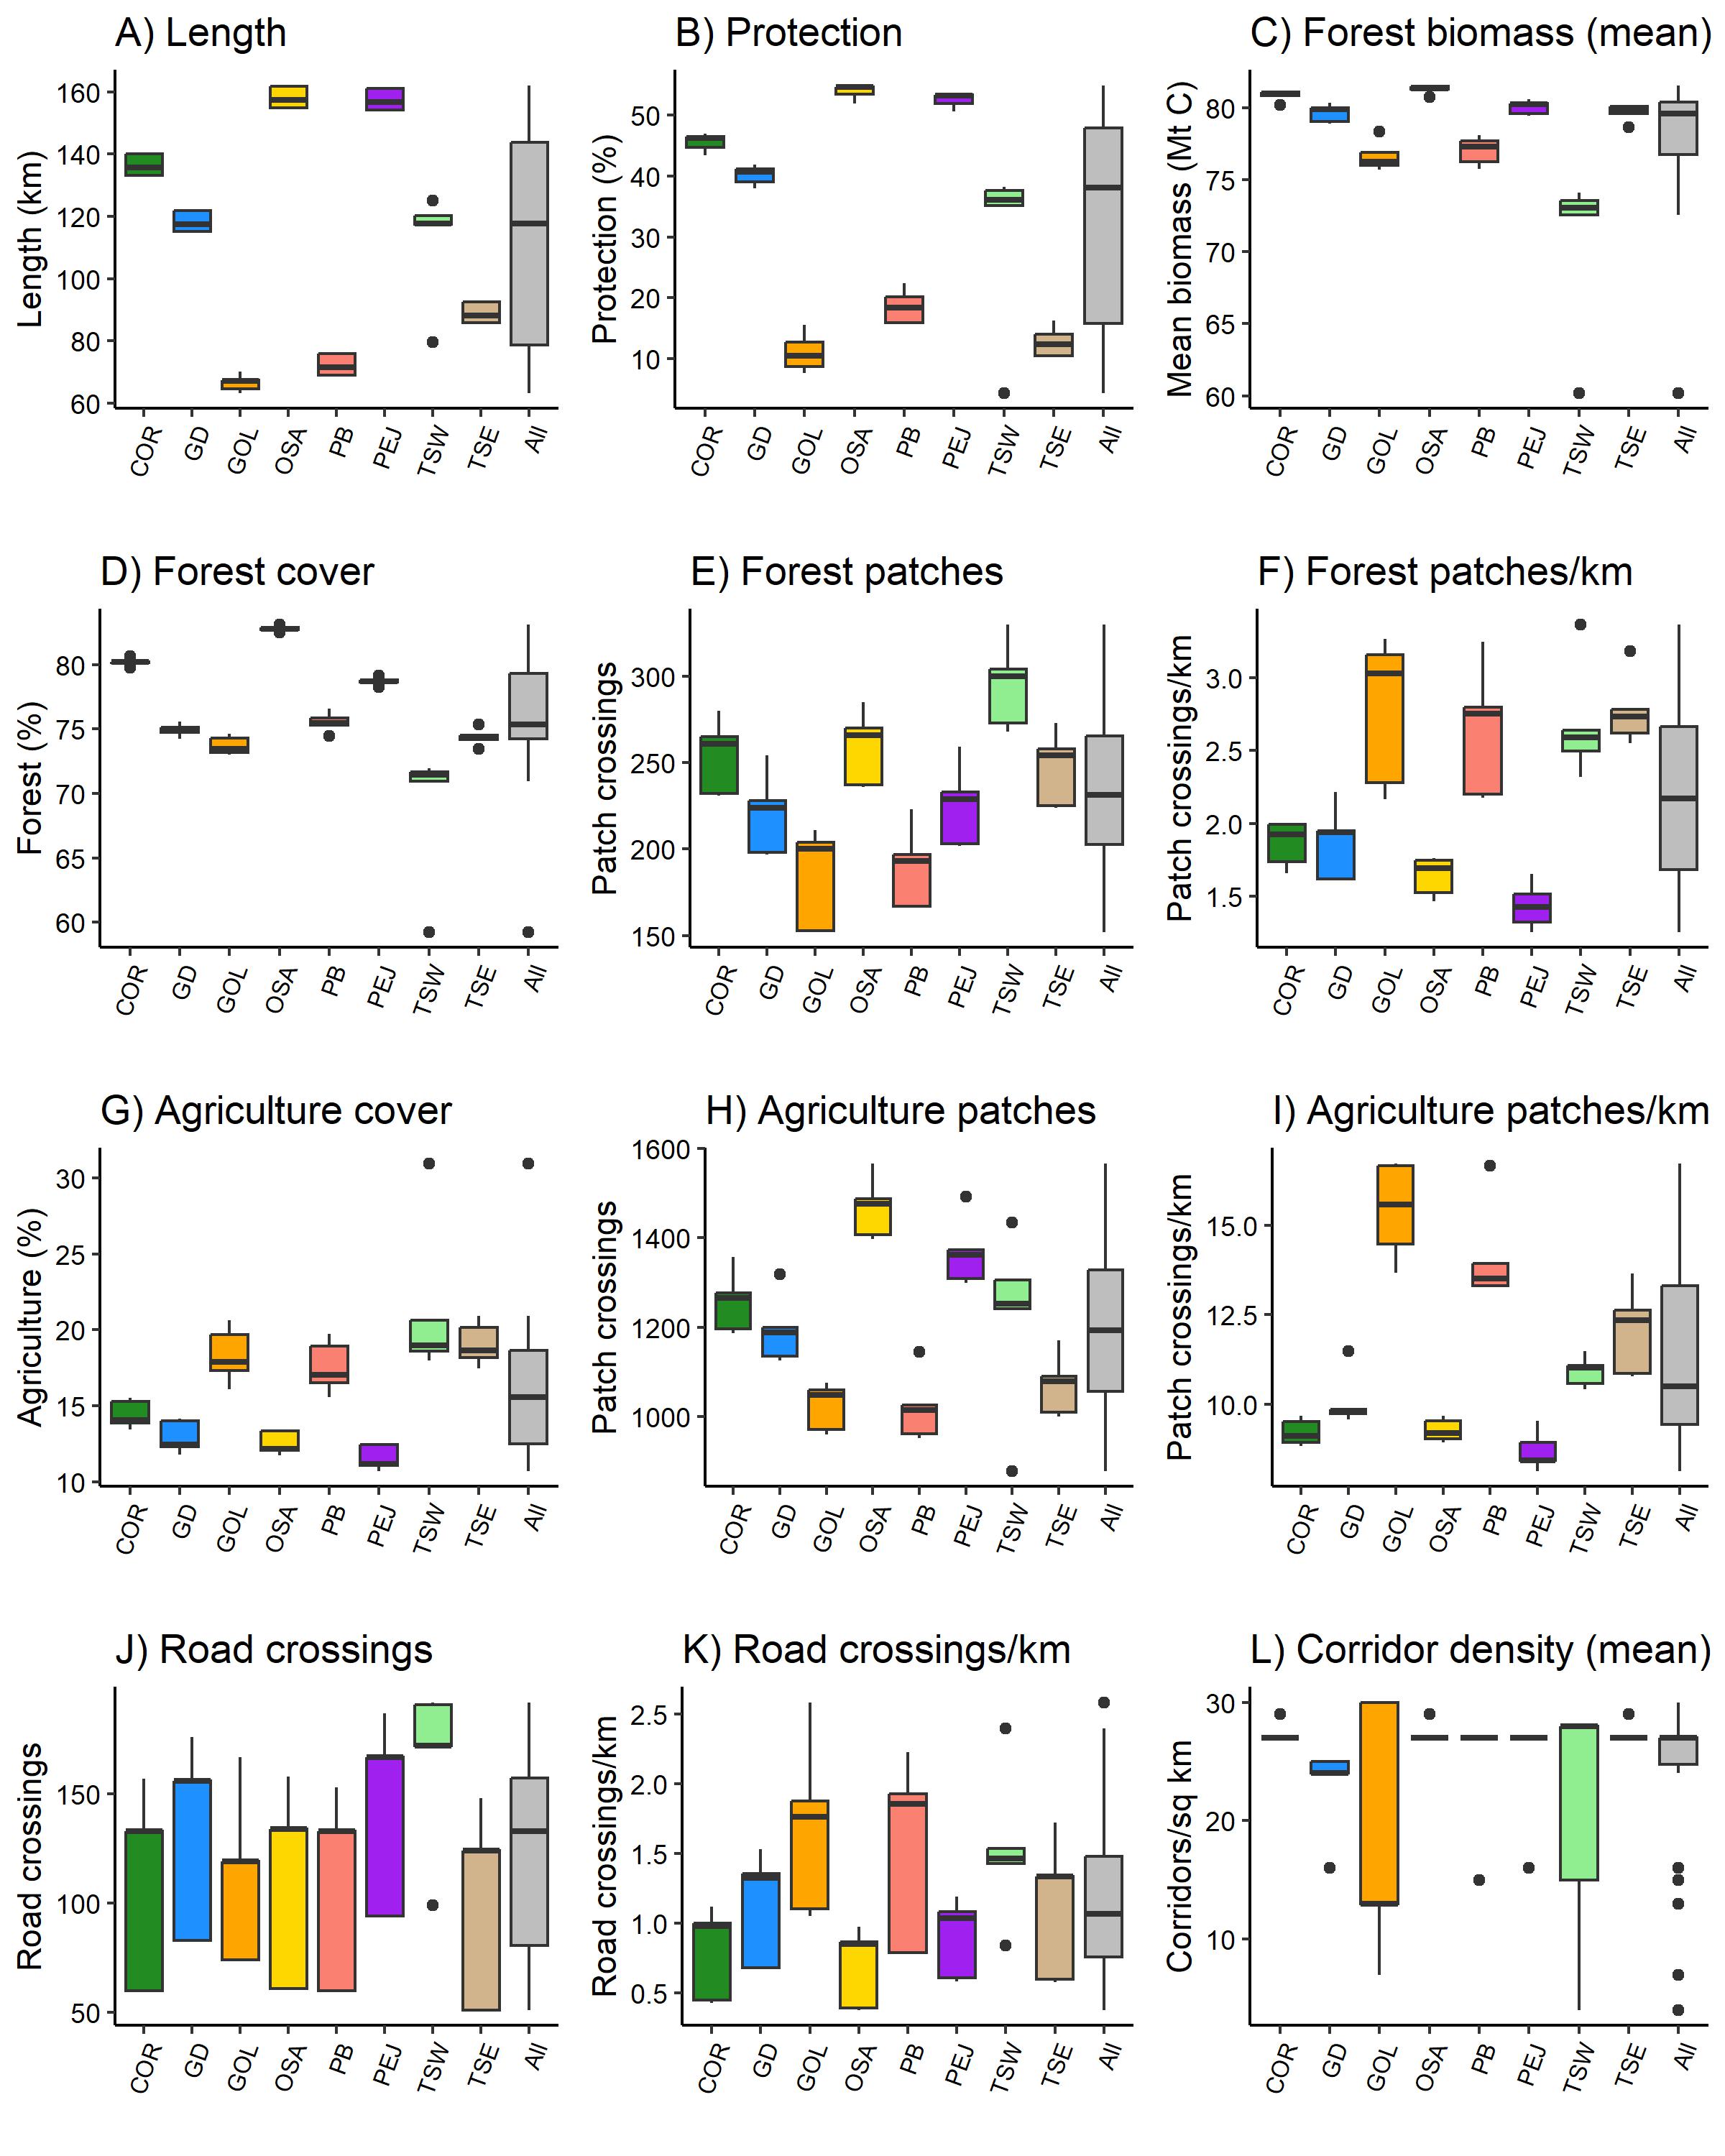 A) Length
B) Protection
C) Forest biomass (mean)
Length (km)
160
140
120
100
80
60
COR
GD
GOL
OSA
PB
PEJ
TSW
TSE
All
Protection (%)
50
40
30
20
10
COR
GD
GOL
OSA
PB
PEJ
TSW
TSE
All
Mean biomass (Mt C)
80
75
70
65
60
COR
GD
GOL
OSA
PB
PEJ
TSW
TSE
All
D) Forest cover
E) Forest patches
F) Forest patches/km
Forest (%)
80
75
70
65
60
COR
GD
GOL
OSA
PB
PEJ
TSW
TSE
All
Patch crossings
300
250
200
150
COR
GD
GOL
OSA
PB
PEJ
TSW
TSE
All
Patch crossings/km
3.0
2.5
2.0
1.5
COR
GD
GOL
OSA
PB
PEJ
TSW
TSE
All
G) Agriculture cover
H) Agriculture patches
I) Agriculture patches/km
Agriculture (%)
30
25
20
15
10
COR
GD
GOL
OSA
PB
PEJ
TSW
TSE
All
Patch crossings
1600
1400
1200
1000
COR
GD
GOL
OSA
PB
PEJ
TSW
TSE
All
Patch crossings/km
15.0
12.5
10.0
COR
GD
GOL
OSA
PB
PEJ
TSW
TSE
All
J) Road crossings
K) Road crossings/km
L) Corridor density (mean)
Road crossings
150
100
50
COR
GD
GOL
OSA
PB
PEJ
TSW
TSE
All
Road crossings/km
2.5
2.0
1.5
1.0
0.5
COR
GD
GOL
OSA
PB
PEJ
TSW
TSE
All
Corridors/sq km
30
20
10
COR
GD
GOL
OSA
PB
PEJ
TSW
TSE
All